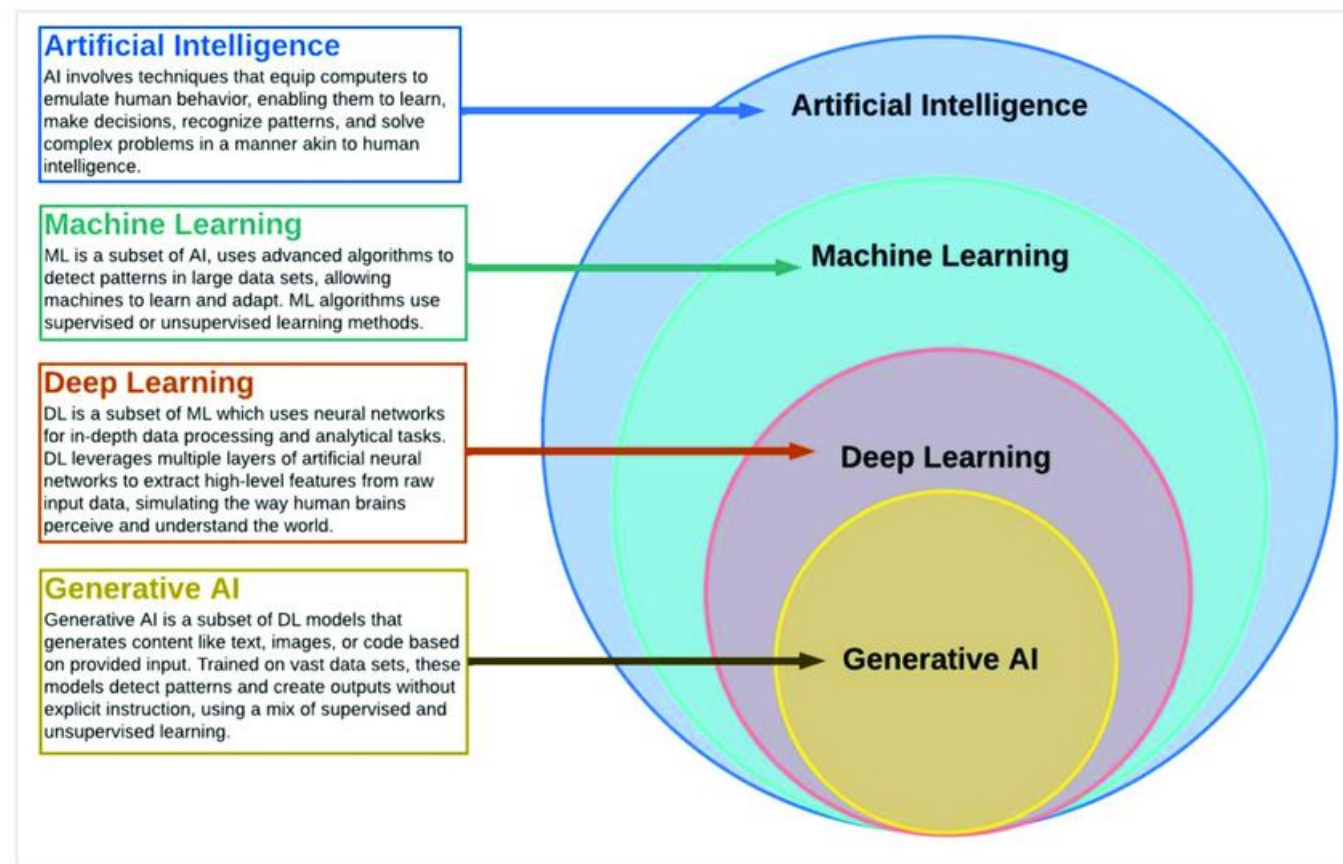 Artificial Intelligence
AI involves techniques that equip computers to
emulate human behavior, enabling them to learn,
make decisions, recognize patterns, and solve
complex problems in a manner akin to human
intelligence.
Machine Learning
ML is a subset of AI, uses advanced algorithms to
detect patterns in large data sets, allowing
machines to learn and adapt. ML algorithms use
supervised or unsupervised learning methods.
Deep Learning
DL is a subset of ML which uses neural networks
for in-depth data processing and analytical tasks.
DL leverages multiple layers of artificial neural
networks to extract high-level features from raw
input data, simulating the way human brains
perceive and understand the world.
Generative AI
Generative AI is a subset of DL models that
generates content like text, images, or code based
on provided input. Trained on vast data sets, these
models detect patterns and create outputs without
explicit instruction, using a mix of supervised and
unsupervised learning.
Artificial Intelligence
Machine Learning
Deep Learning
Generative AI